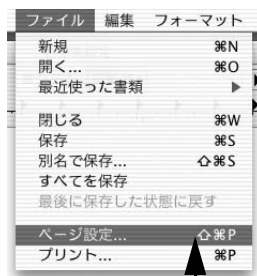 ファイル 編集 フォーマット
新規 ⌘N
開く... ⌘O
最近使った書類 ▶
閉じる ⌘W
保存 ⌘S
別名で保存... ⇧⌘S
すべてを保存
最後に保存した状態に戻す
ページ設定... ⇧⌘P
プリント... ⌘P